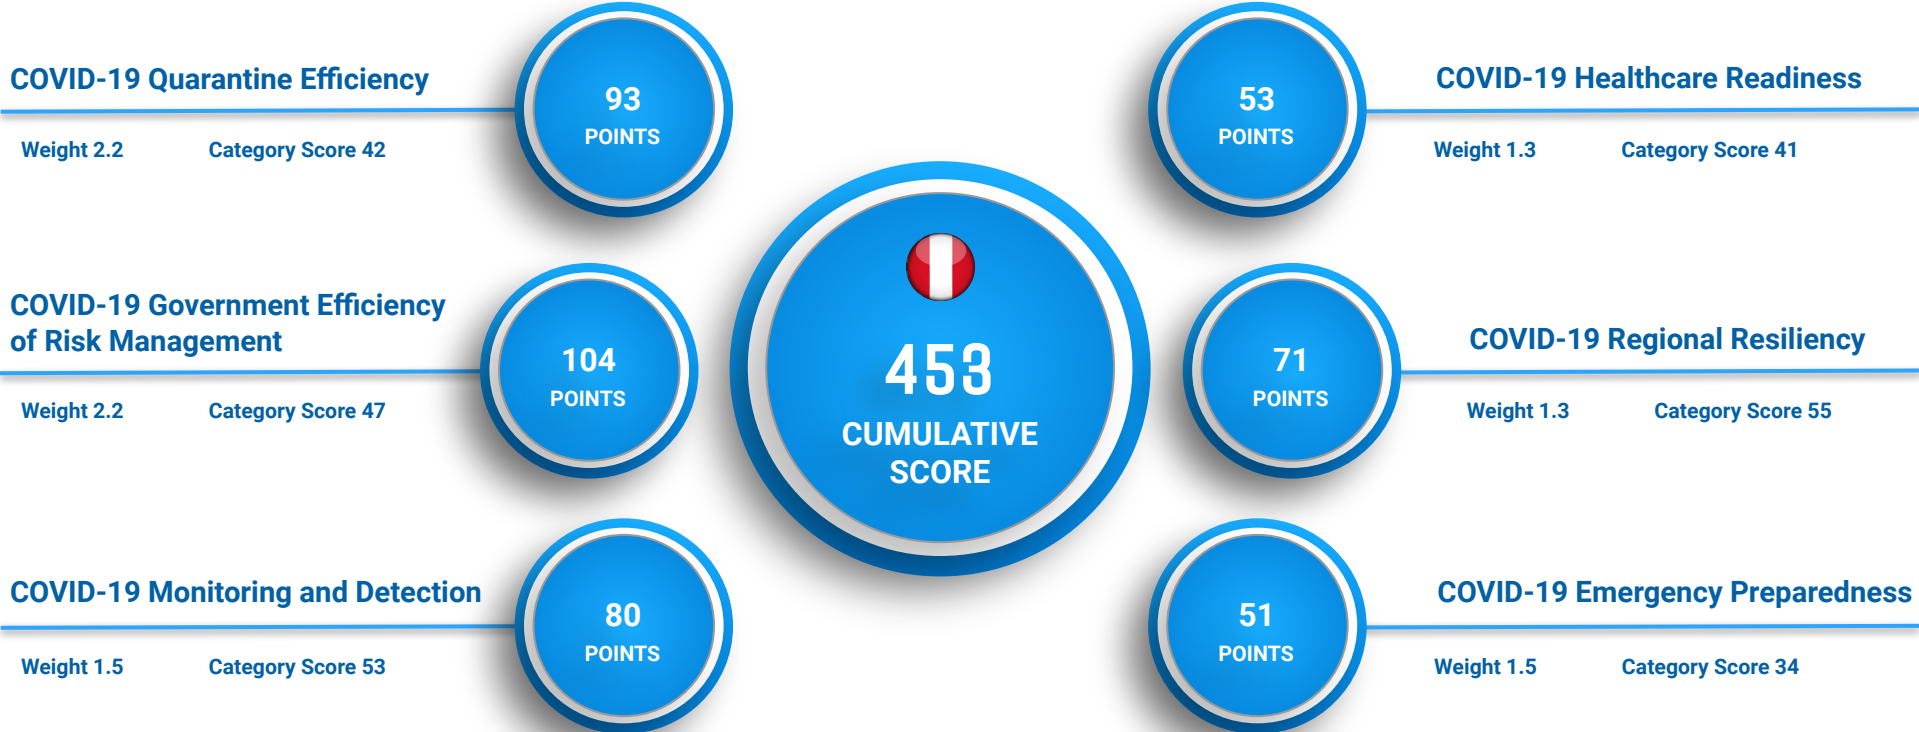 COVID-19 Quarantine Efficiency
Weight 2.2 Category Score 42
93
POINTS
COVID-19 Government Efficiency
of Risk Management
Weight 2.2 Category Score 47
104
POINTS
COVID-19 Monitoring and Detection
Weight 1.5 Category Score 53
80
POINTS
453
CUMULATIVE
SCORE
53
POINTS
COVID-19 Healthcare Readiness
Weight 1.3 Category Score 41
71
POINTS
COVID-19 Regional Resiliency
Weight 1.3 Category Score 55
51
POINTS
COVID-19 Emergency Preparedness
Weight 1.5 Category Score 34